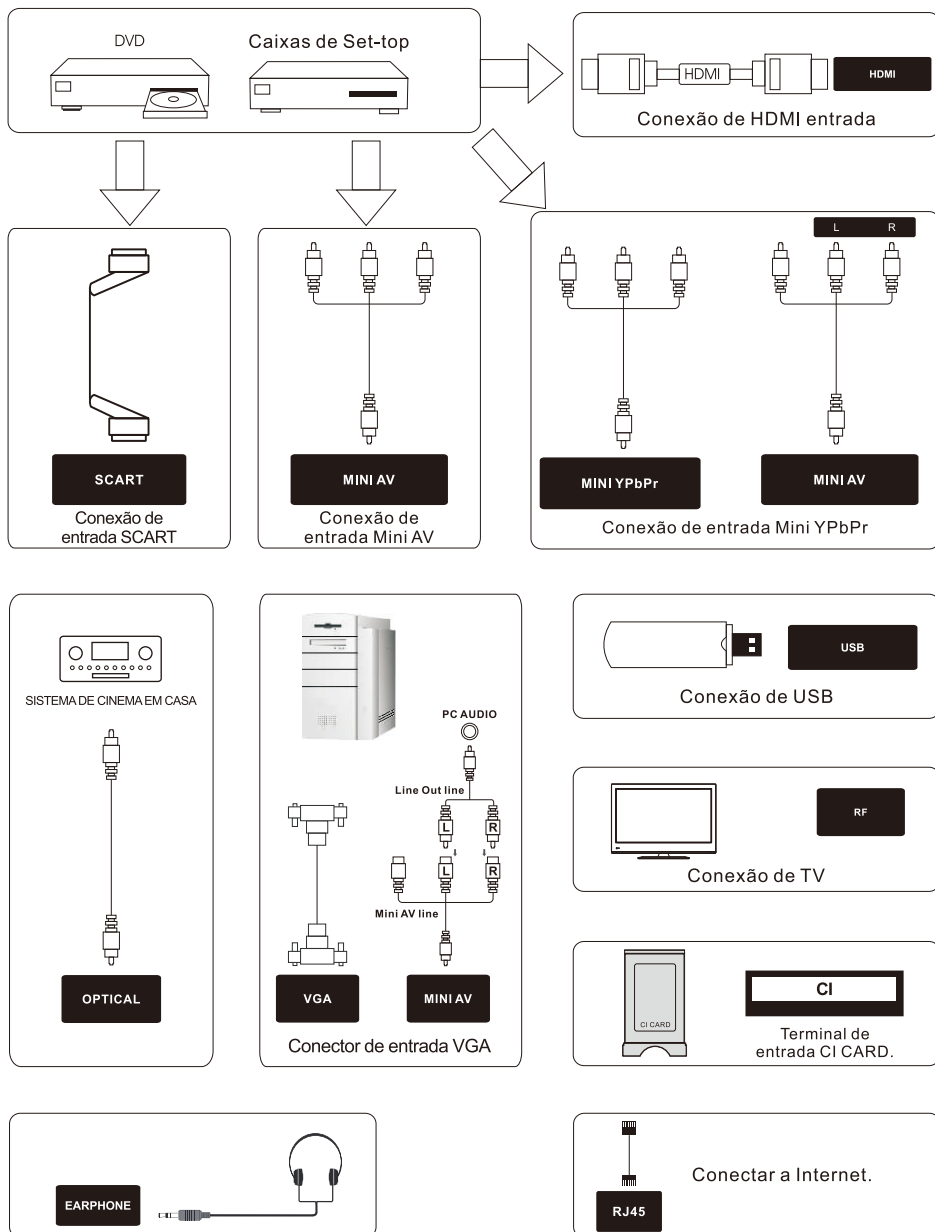 DVD
Caixas de Set-top
HDMI
HDMI
Conexão de HDMI entrada
L R
SCART
Conexão de
entrada SCART
MINI AV
Conexão de
entrada Mini AV
MINI YPbPr
MINI AV
Conexão de entrada Mini YPbPr
SISTEMA DE CINEMA EM CASA
OPTICAL
PC AUDIO
Line Out line
L R
L R
Mini AV line
VGA
MINI AV
Conector de entrada VGA
USB
Conexão de USB
RF
Conexão de TV
CI CARD
CI
Terminal de
entrada CI CARD.
EARPHONE
Conectar a Internet.
RJ45